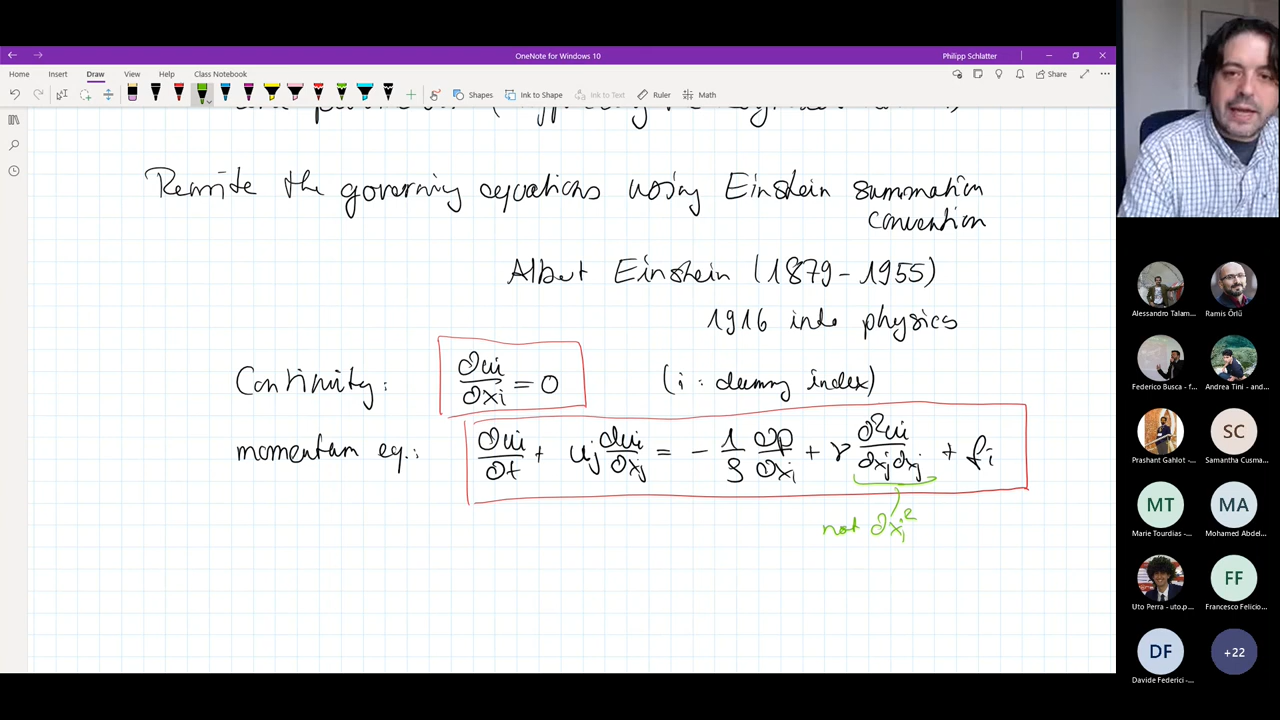 OneNote for Windows 10
Philipp Schlatter
Home Insert Draw View Help Class Notebook
Share
Shapes Ink to Shape Ink to Text Ruler Math
Rewrite the governing equations using Einstein summation
convention
Albert Einstein (1879 - 1955)
1916 into physics
Continuity: ∂ui/∂xi = 0 (i : dummy index)
momentum eq.: ∂ui/∂t + uj ∂ui/∂xj = - 1/ρ ∂p/∂xi + ν ∂²ui/∂xj∂xj + fi
not ∂xj²
Alessandro Talam... Ramis Örlü
Federico Busca - f... Andrea Tini - and...
Prashant Gahlot - ... SC Samantha Cusma...
MT Marie Tourdias - ... MA Mohamed Abdel...
Uto Perra - uto.p... FF Francesco Felicio...
DF Davide Federici -... +22